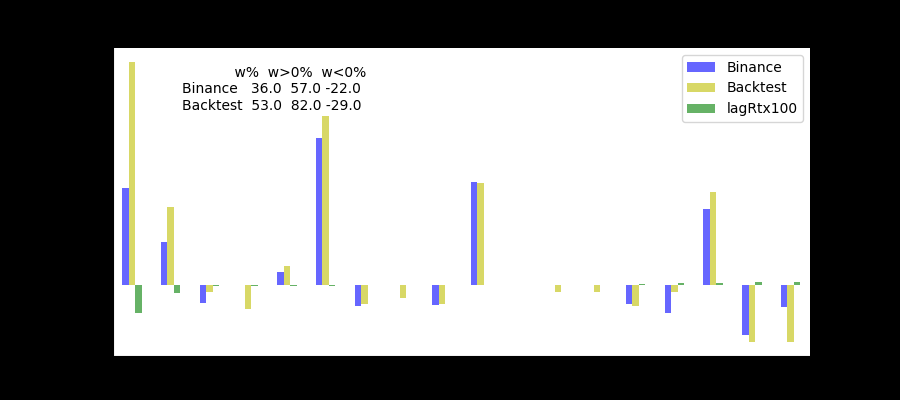 w% w>0% w<0%
Binance 36.0 57.0 -22.0
Backtest 53.0 82.0 -29.0
Binance
Backtest
lagRtx100